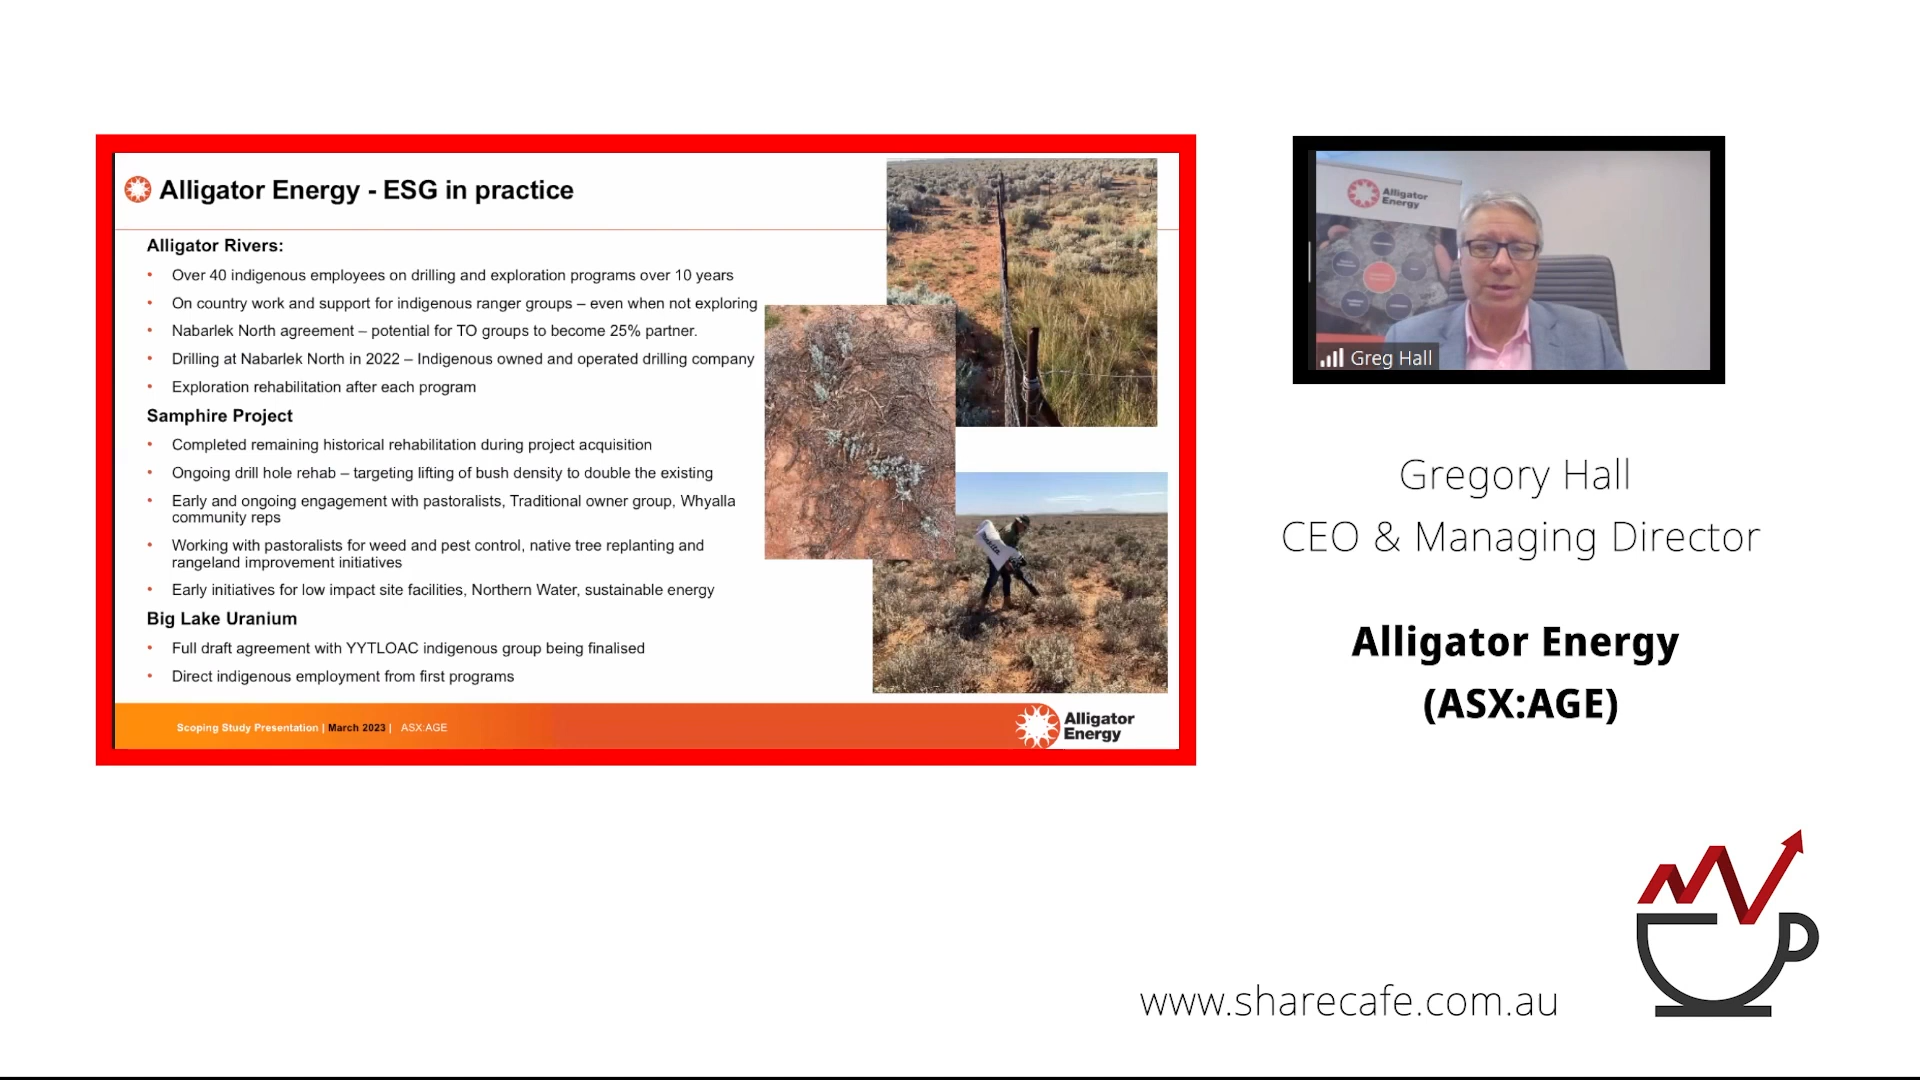 Alligator Energy - ESG in practice
Alligator Rivers:
• Over 40 indigenous employees on drilling and exploration programs over 10 years
• On country work and support for indigenous ranger groups – even when not exploring
• Nabarlek North agreement – potential for TO groups to become 25% partner.
• Drilling at Nabarlek North in 2022 – Indigenous owned and operated drilling company
• Exploration rehabilitation after each program
Samphire Project
• Completed remaining historical rehabilitation during project acquisition
• Ongoing drill hole rehab – targeting lifting of bush density to double the existing
• Early and ongoing engagement with pastoralists, Traditional owner group, Whyalla
community reps
• Working with pastoralists for weed and pest control, native tree replanting and
rangeland improvement initiatives
• Early initiatives for low impact site facilities, Northern Water, sustainable energy
Big Lake Uranium
• Full draft agreement with YYTLOAC indigenous group being finalised
• Direct indigenous employment from first programs
Scoping Study Presentation | March 2023 | ASX:AGE
Alligator
Energy
Alligator
Energy
Greg Hall
Gregory Hall
CEO & Managing Director
Alligator Energy
(ASX:AGE)
www.sharecafe.com.au